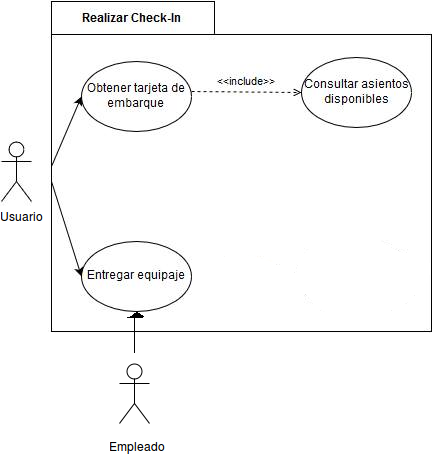 Realizar Check-In
Obtener tarjeta de
embarque
<<include>>
Consultar asientos
disponibles
Usuario
Entregar equipaje
Empleado